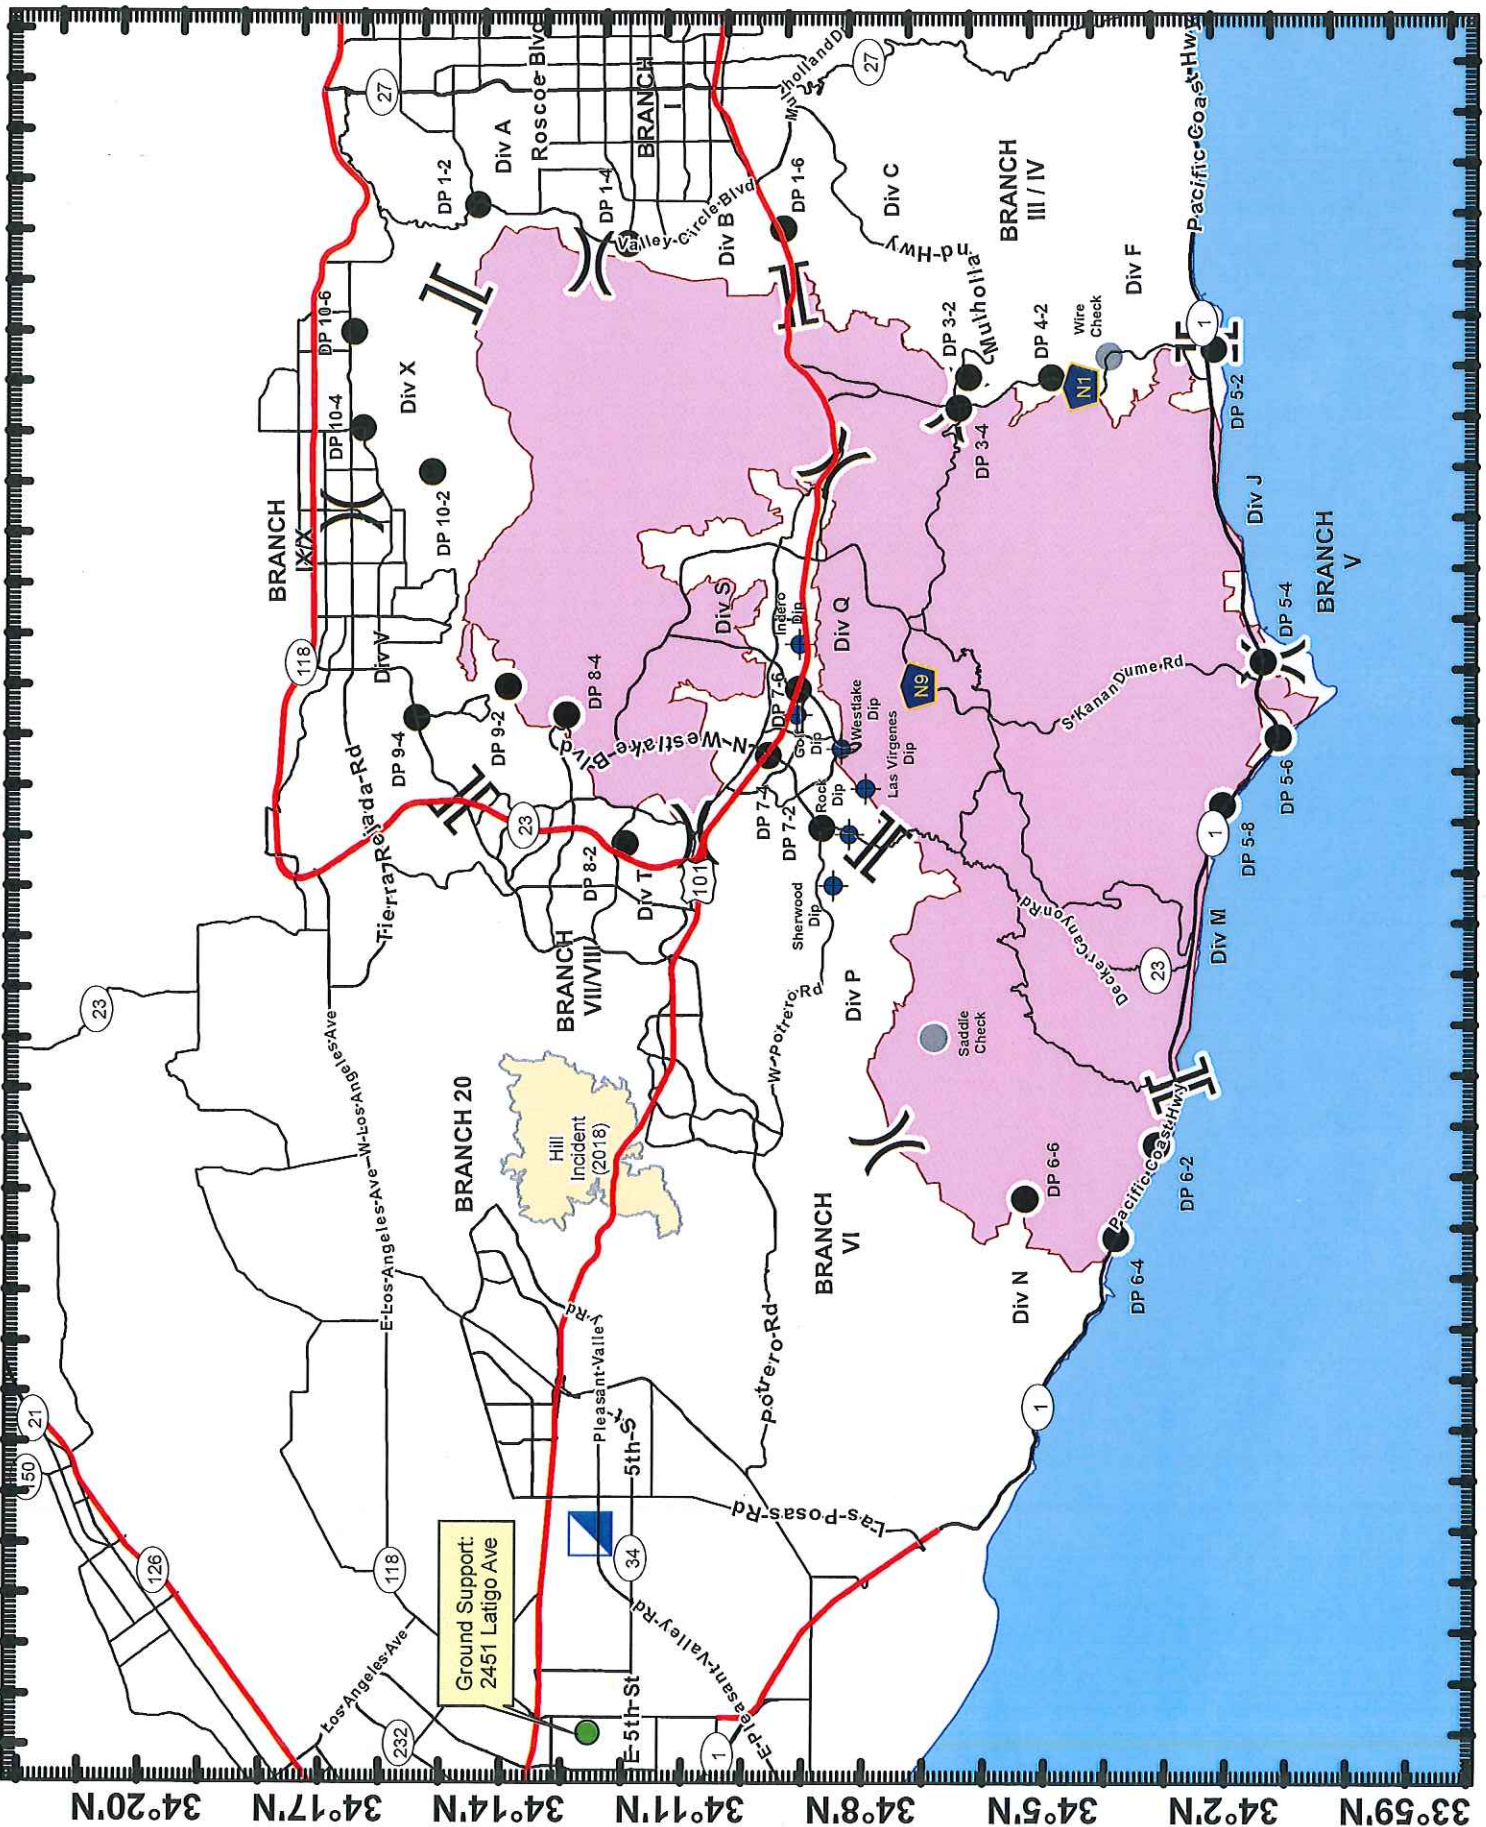 21
150
23
126
118
232
Los Angeles Ave
E-Los-Angeles-Ave-W-Los-Angeles-Ave
Tierra-Rejada-Rd
118
BRANCH
IX/X
Div V
DP 9-4
DP 9-2
DP 8-4
DP 10-2
DP 10-4
DP 10-6
Div X
27
DP 1-2
Div A
Roscoe Blvd
DP 1-4
BRANCH
I
Valley-Circle-Blvd
Div B
DP 1-6
Mulholland D
27
Ground Support:
2451 Latigo Ave
BRANCH 20
Hill
Incident
(2018)
BRANCH
VII/VIII
23
DP 8-2
Div T
101
N-Westlake-Blvd
Div S
Indero
Dip
DP 7-6
Golf
Dip
DP 7-4
DP 7-2
Rock
Dip
Westlake
Dip
Las Virgenes
Dip
Sherwood
Dip
Div Q
N9
Div P
W-Potrero Rd
Potrero-Rd
Pleasant-Valley-Rd
5th-St
34
E-5th-St
E-Pleasant-Valley-Rd
1
Las-Posas-Rd
BRANCH
VI
Div N
Saddle
Check
DP 6-6
DP 6-4
DP 6-2
Pacific-Coast-Hwy
1
Decker-Canyon-Rd
23
Div M
1
DP 5-8
DP 5-6
DP 5-4
S-Kanan Dume-Rd
Div J
BRANCH
V
DP 5-2
1
DP 3-4
DP 3-2
Mulholla
nd-Hwy
DP 4-2
N1
Wire
Check
Div F
Div C
BRANCH
III / IV
Pacific-Coast-Hwy
34°20'N
34°17'N
34°14'N
34°11'N
34°8'N
34°5'N
34°2'N
33°59'N